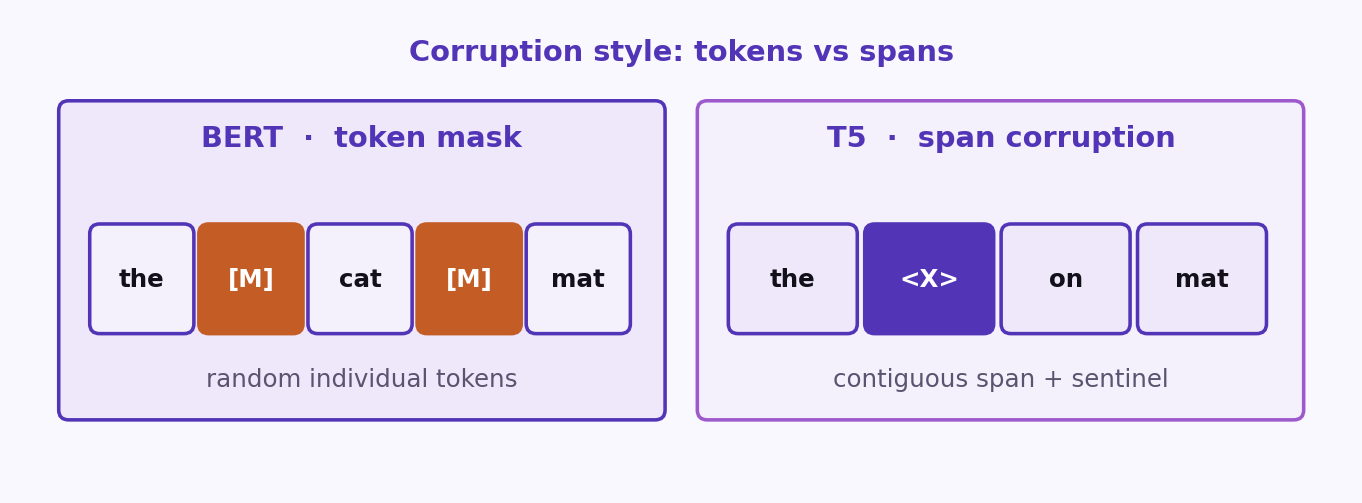 Corruption style: tokens vs spans
BERT · token mask
the [M] cat [M] mat
random individual tokens
T5 · span corruption
the <X> on mat
contiguous span + sentinel